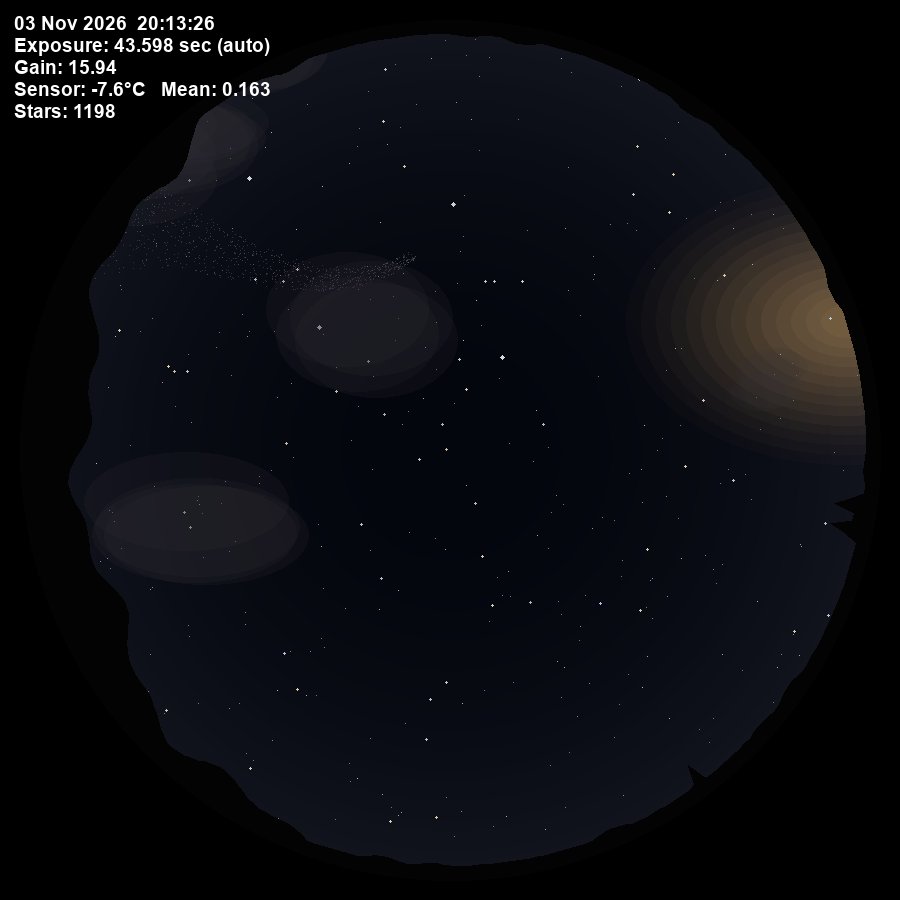 03 Nov 2026  20:13:26
Exposure: 43.598 sec (auto)
Gain: 15.94
Sensor: -7.6°C   Mean: 0.163
Stars: 1198